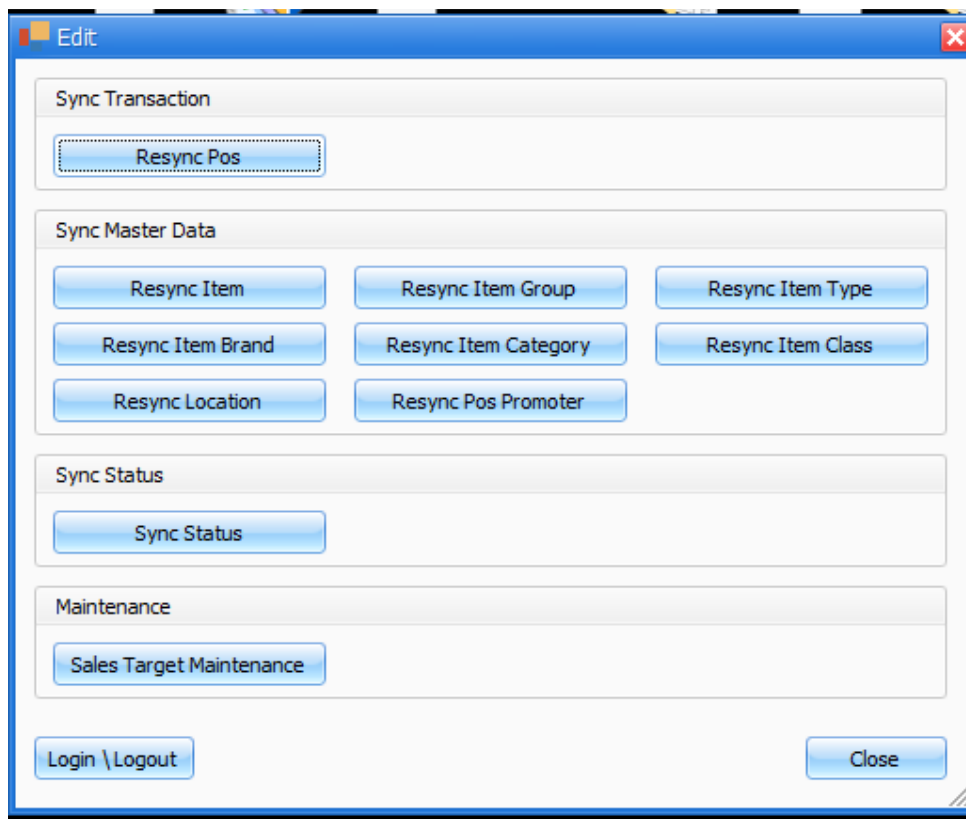 Edit
Sync Transaction
Resync Pos
Sync Master Data
Resync Item Resync Item Group Resync Item Type
Resync Item Brand Resync Item Category Resync Item Class
Resync Location Resync Pos Promoter
Sync Status
Sync Status
Maintenance
Sales Target Maintenance
Login \Logout Close